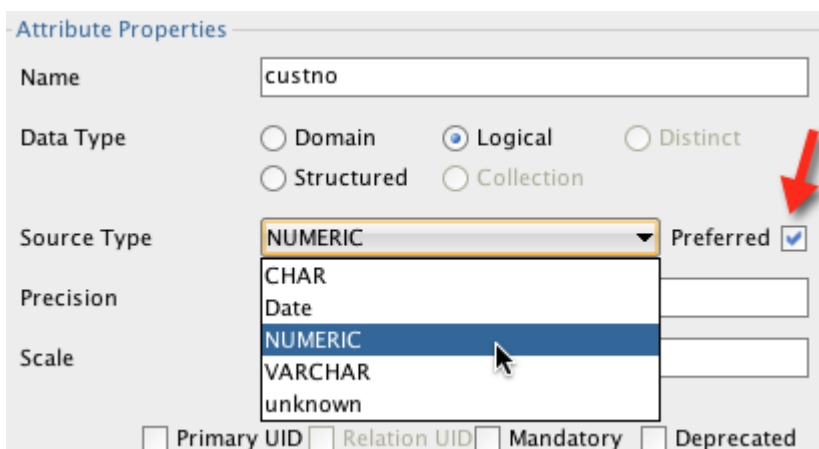 Attribute Properties
Name custno
Data Type Domain Logical Distinct
Structured Collection
Source Type NUMERIC Preferred
CHAR
Precision
Date
NUMERIC
Scale
VARCHAR
unknown
Primary UID Relation UID Mandatory Deprecated